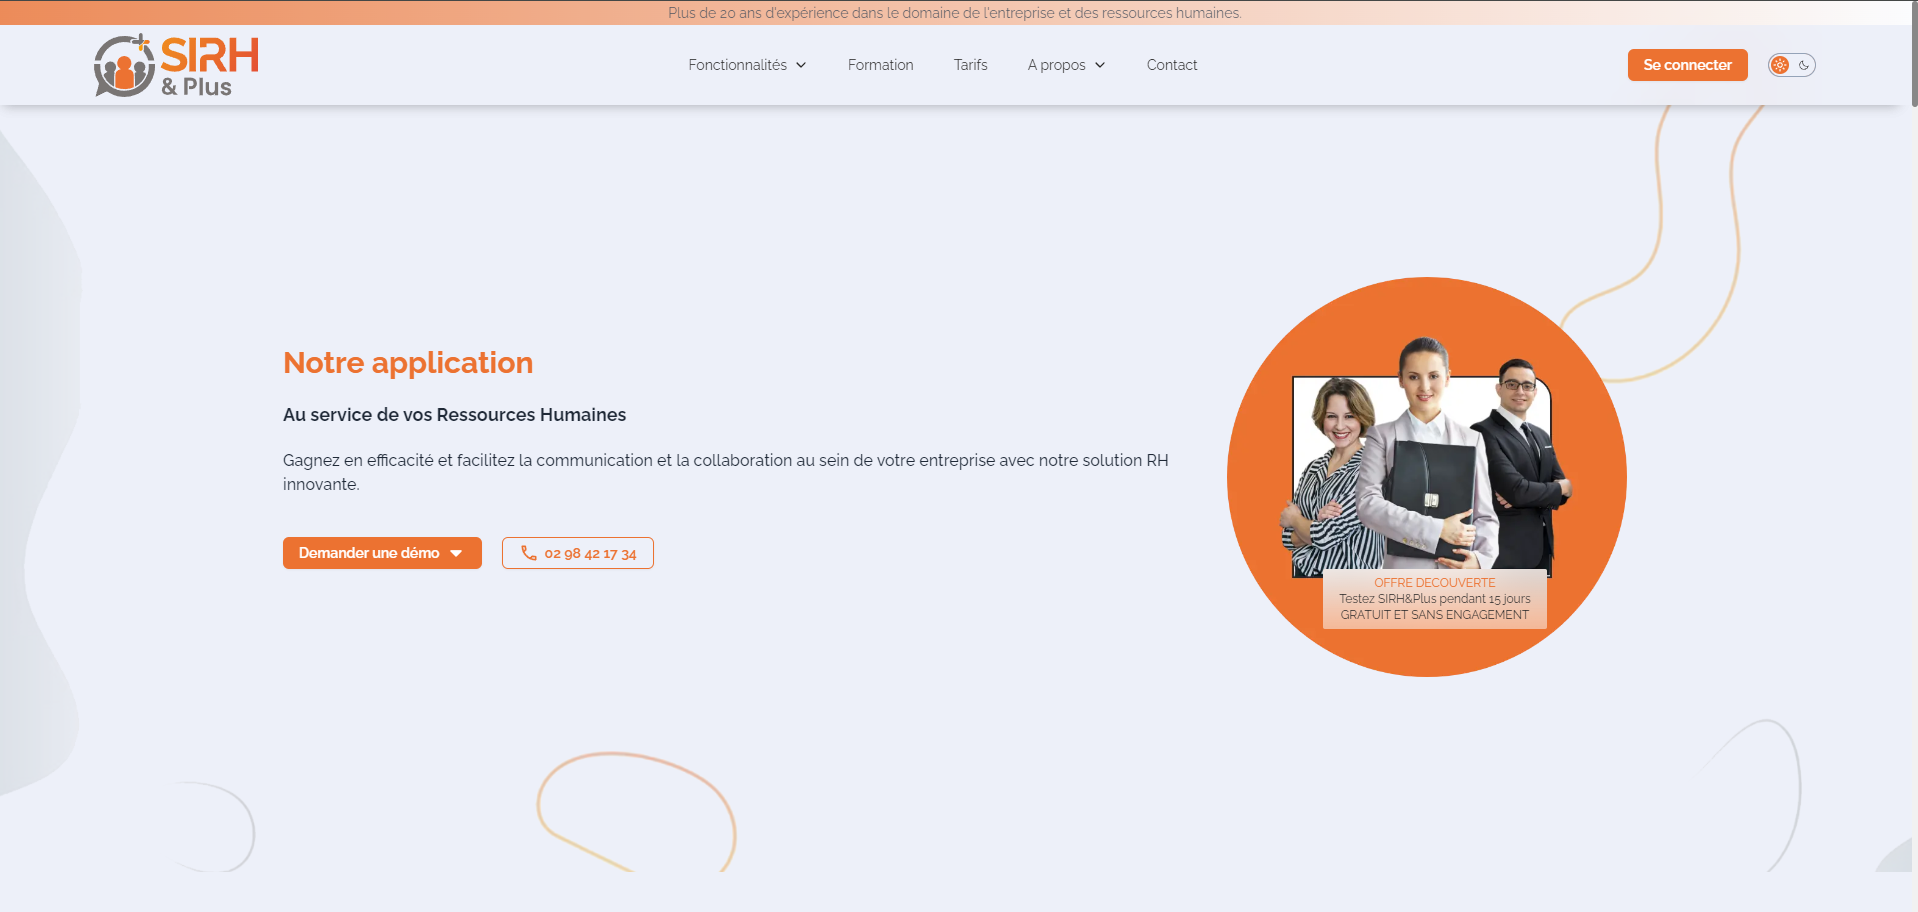 Plus de 20 ans d'expérience dans le domaine de l'entreprise et des ressources humaines.
SIRH
& Plus
Fonctionnalités
Formation
Tarifs
A propos
Contact
Se connecter
Notre application
Au service de vos Ressources Humaines
Gagnez en efficacité et facilitez la communication et la collaboration au sein de votre entreprise avec notre solution RH
innovante.
Demander une démo
02 98 42 17 34
OFFRE DECOUVERTE
Testez SIRH&Plus pendant 15 jours
GRATUIT ET SANS ENGAGEMENT